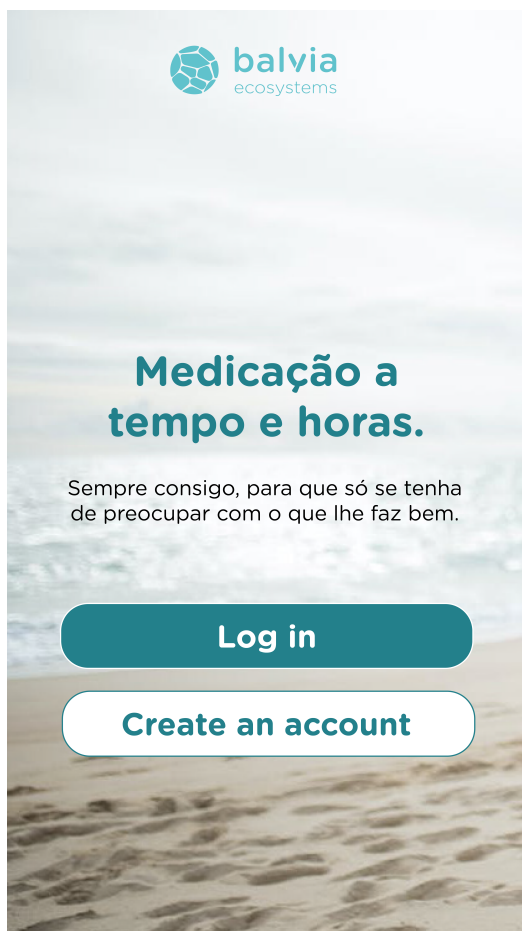 balvia
ecosystems
Medicação a
tempo e horas.
Sempre consigo, para que só se tenha
de preocupar com o que lhe faz bem.
Log in
Create an account